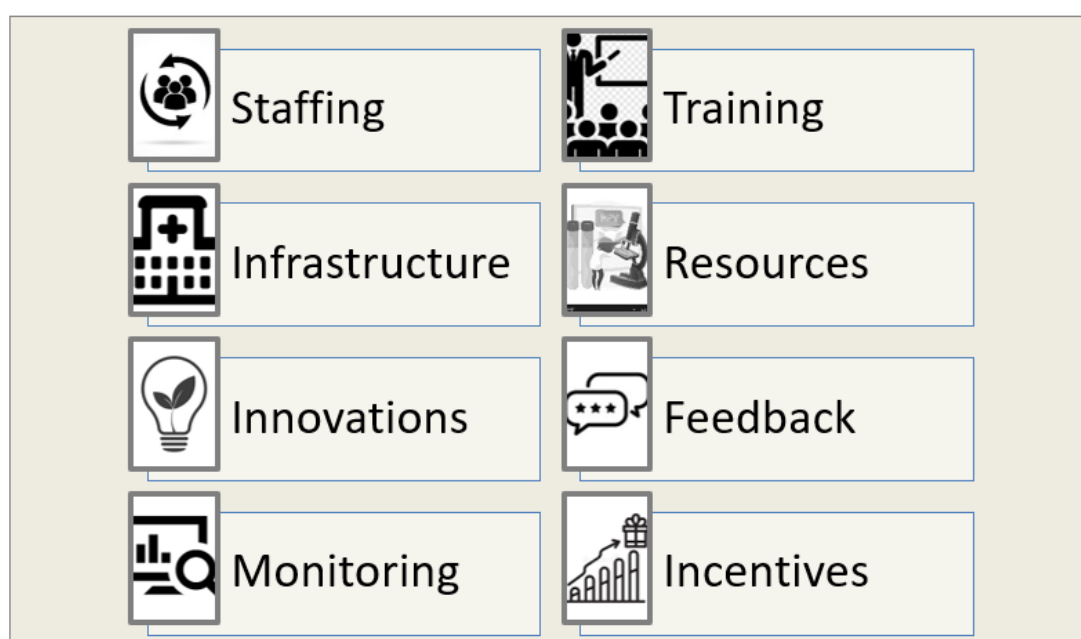 Staffing
Training
Infrastructure
Resources
Innovations
Feedback
Monitoring
Incentives